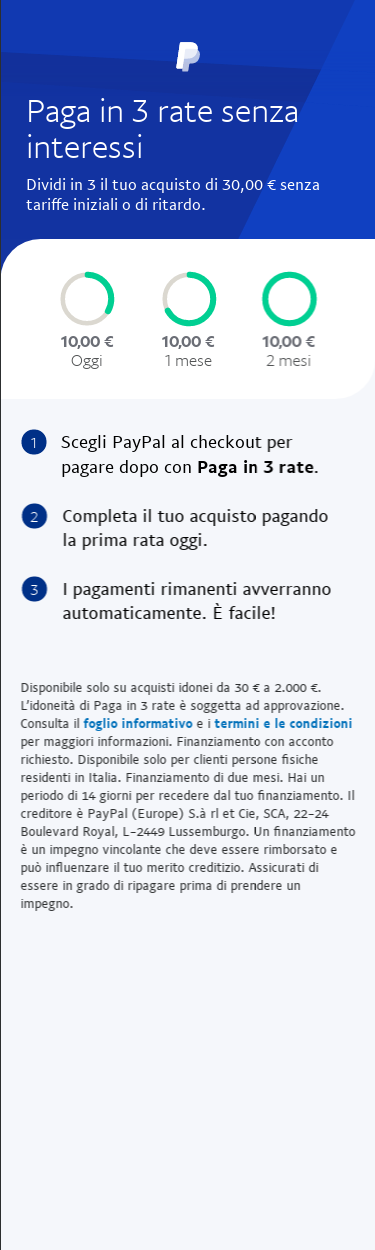 Paga in 3 rate senza
interessi
Dividi in 3 il tuo acquisto di 30,00 € senza
tariffe iniziali o di ritardo.
10,00 € 10,00 € 10,00 €
Oggi 1 mese 2 mesi
1 Scegli PayPal al checkout per
pagare dopo con Paga in 3 rate.
2 Completa il tuo acquisto pagando
la prima rata oggi.
3 I pagamenti rimanenti avverranno
automaticamente. È facile!
Disponibile solo su acquisti idonei da 30 € a 2.000 €.
L'idoneità di Paga in 3 rate è soggetta ad approvazione.
Consulta il foglio informativo e i termini e le condizioni
per maggiori informazioni. Finanziamento con acconto
richiesto. Disponibile solo per clienti persone fisiche
residenti in Italia. Finanziamento di due mesi. Hai un
periodo di 14 giorni per recedere dal tuo finanziamento. Il
creditore è PayPal (Europe) S.à rl et Cie, SCA, 22-24
Boulevard Royal, L-2449 Lussemburgo. Un finanziamento
è un impegno vincolante che deve essere rimborsato e
può influenzare il tuo merito creditizio. Assicurati di
essere in grado di ripagare prima di prendere un
impegno.